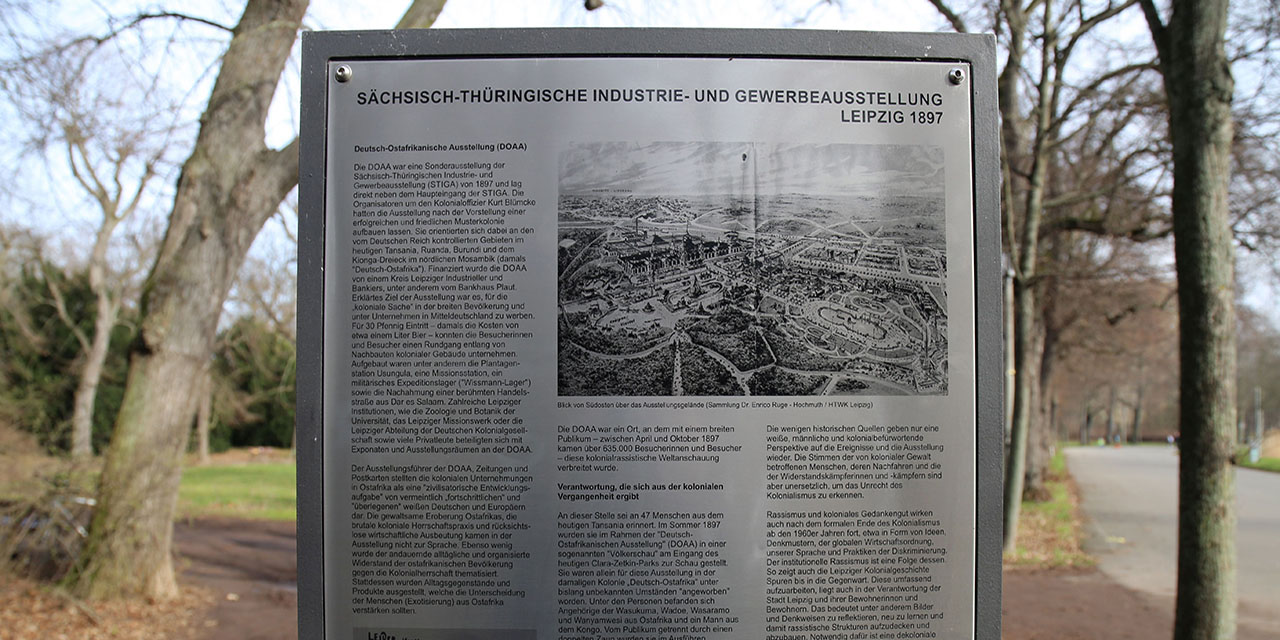 SÄCHSISCH-THÜRINGISCHE INDUSTRIE- UND GEWERBEAUSSTELLUNG
LEIPZIG 1897
Deutsch-Ostafrikanische Ausstellung (DOAA)
Die DOAA war eine Sonderausstellung der
Sächsisch-Thüringischen Industrie- und
Gewerbeausstellung (STIGA) von 1897 und lag
direkt neben dem Haupteingang der STIGA. Die
Organisatoren um den Kolonialoffizier Kurt Blümcke
hatten die Ausstellung nach der Vorstellung einer
erfolgreichen und friedlichen Musterkolonie
aufbauen lassen. Sie orientierten sich dabei an den
vom Deutschen Reich kontrollierten Gebieten im
heutigen Tansania, Ruanda, Burundi und dem
Konga-Dreieck im nördlichen Mosambik (damals
"Deutsch-Ostafrika"). Finanziert wurde die DOAA
von einem Kreis Leipziger Industrieller und
Bankiers, unter anderem vom Bankhaus Plaut.
Erklärtes Ziel der Ausstellung war es, für die
„koloniale Sache" in der breiten Bevölkerung und
unter Unternehmen in Mitteldeutschland zu werben.
Für 30 Pfennig Eintritt – damals die Kosten von
etwa einem Liter Bier – konnten die Besucherinnen
und Besucher einen Rundgang entlang von
Nachbauten kolonialer Gebäude unternehmen.
Aufgebaut waren unter anderem die Plantagen-
station Usungula, eine Missionsstation, ein
militärisches Expeditionslager ("Wissmann-Lager")
sowie die Nachahmung einer berühmten Handels-
straße aus Dar es Salaam. Zahlreiche Leipziger
Institutionen, wie die Zoologie und Botanik der
Universität, das Leipziger Missionswerk oder die
Leipziger Abteilung der Deutschen Kolonialgesell-
schaft sowie viele Privatleute beteiligten sich mit
Exponaten und Ausstellungsräumen an der DOAA.
Der Ausstellungsführer der DOAA, Zeitungen und
Postkarten stellten die kolonialen Unternehmungen
in Ostafrika als eine "zivilisatorische Entwicklungs-
aufgabe" von vermeintlich „fortschrittlichen" und
"überlegenen" weißen Deutschen und Europäern
dar. Die gewaltsame Eroberung Ostafrikas, die
brutale koloniale Herrschaftspraxis und rücksichts-
lose wirtschaftliche Ausbeutung kamen in der
Ausstellung nicht zur Sprache. Ebenso wenig
wurde der andauernde alltägliche und organisierte
Widerstand der ostafrikanischen Bevölkerung
gegen die Kolonialherrschaft thematisiert.
Stattdessen wurden Alltagsgegenstände und
Produkte ausgestellt, welche die Unterscheidung
der Menschen (Exotisierung) aus Ostafrika
verstärken sollten.
Blick von Südosten über das Ausstellungsgelände (Sammlung Dr. Enrico Ruge - Hochmuth / HTWK Leipzig)
Die DOAA war ein Ort, an dem mit einem breiten
Publikum – zwischen April und Oktober 1897
kamen über 635.000 Besucherinnen und Besucher
– diese kolonialrassistische Weltanschauung
verbreitet wurde.
Verantwortung, die sich aus der kolonialen
Vergangenheit ergibt
An dieser Stelle sei an 47 Menschen aus dem
heutigen Tansania erinnert. Im Sommer 1897
wurden sie im Rahmen der "Deutsch-
Ostafrikanischen Ausstellung" (DOAA) in einer
sogenannten "Völkerschau" am Eingang des
heutigen Clara-Zetkin-Parks zur Schau gestellt.
Sie waren allein für diese Ausstellung in der
damaligen Kolonie „Deutsch-Ostafrika" unter
bislang unbekannten Umständen "angeworben"
worden. Unter den Personen befanden sich
Angehörige der Wasukuma, Wadoe, Wasaramo
und Wanyamwesi aus Ostafrika und ein Mann aus
dem Kongo. Vom Publikum getrennt durch einen
doppelten Zaun wurden sie zu Ausführen
Die wenigen historischen Quellen geben nur eine
weiße, männliche und kolonialbefürwortende
Perspektive auf die Ereignisse und die Ausstellung
wieder. Die Stimmen der von kolonialer Gewalt
betroffenen Menschen, deren Nachfahren und die
der Widerstandskämpferinnen und -kämpfern sind
aber unersetzlich, um das Unrecht des
Kolonialismus zu erkennen.
Rassismus und koloniales Gedankengut wirken
auch nach dem formalen Ende des Kolonialismus
ab den 1960er Jahren fort, etwa in Form von Ideen,
Denkmustern, der globalen Wirtschaftsordnung,
unserer Sprache und Praktiken der Diskriminierung.
Der institutionelle Rassismus ist eine Folge dessen.
So zeigt auch die Leipziger Kolonialgeschichte
Spuren bis in die Gegenwart. Diese umfassend
aufzuarbeiten, liegt auch in der Verantwortung der
Stadt Leipzig und ihrer Bewohnerinnen und
Bewohnern. Das bedeutet unter anderem Bilder
und Denkweisen zu reflektieren, neu zu lernen und
damit rassistische Strukturen aufzudecken und
abzubauen. Notwendig dafür ist eine dekoloniale